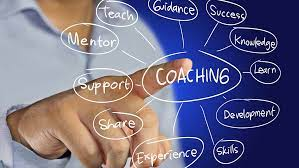 Teach
Guidance
Success
Mentor
Knowledge
COACHING
Learn
Support
Share
Development
Experience
Skills